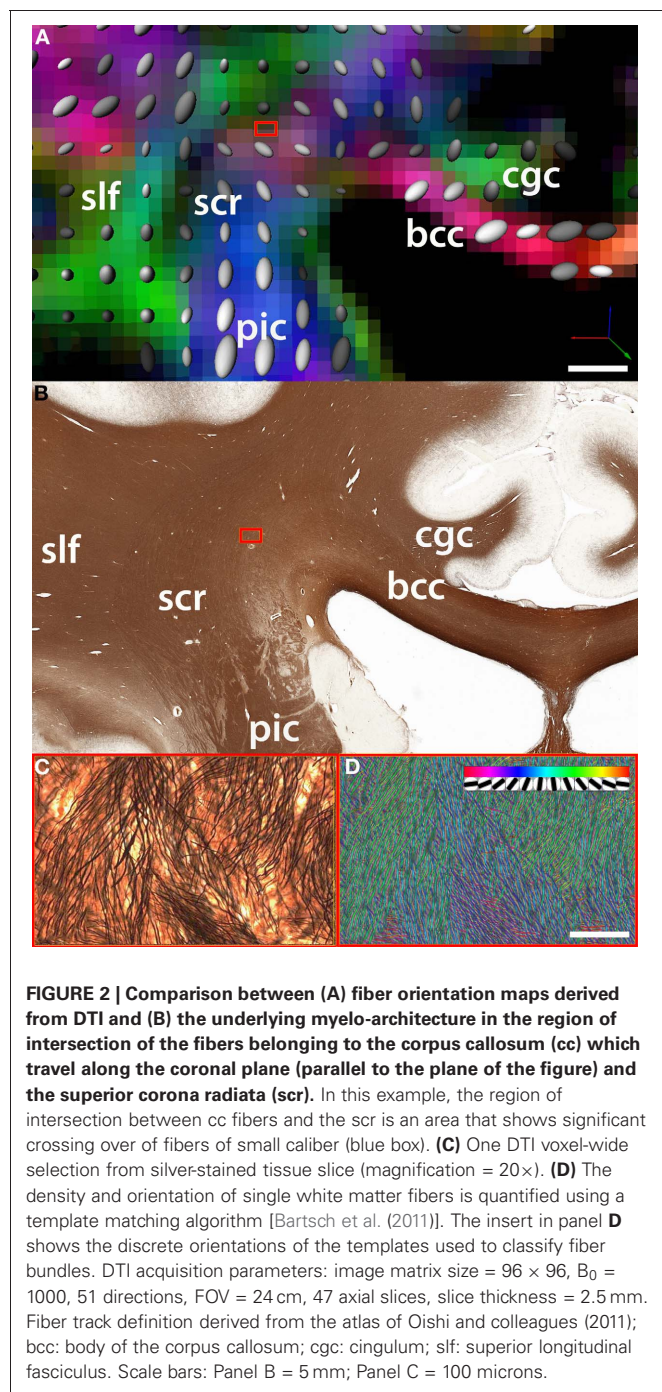 A
slf
scr
cgc
bcc
pic
B
slf
scr
cgc
bcc
pic
C
D
FIGURE 2 | Comparison between (A) fiber orientation maps derived
from DTI and (B) the underlying myelo-architecture in the region of
intersection of the fibers belonging to the corpus callosum (cc) which
travel along the coronal plane (parallel to the plane of the figure) and
the superior corona radiata (scr). In this example, the region of
intersection between cc fibers and the scr is an area that shows significant
crossing over of fibers of small caliber (blue box). (C) One DTI voxel-wide
selection from silver-stained tissue slice (magnification = 20×). (D) The
density and orientation of single white matter fibers is quantified using a
template matching algorithm [Bartsch et al. (2011)]. The insert in panel D
shows the discrete orientations of the templates used to classify fiber
bundles. DTI acquisition parameters: image matrix size = 96 × 96, B₀ =
1000, 51 directions, FOV = 24 cm, 47 axial slices, slice thickness = 2.5 mm.
Fiber track definition derived from the atlas of Oishi and colleagues (2011);
bcc: body of the corpus callosum; cgc: cingulum; slf: superior longitudinal
fasciculus. Scale bars: Panel B = 5 mm; Panel C = 100 microns.